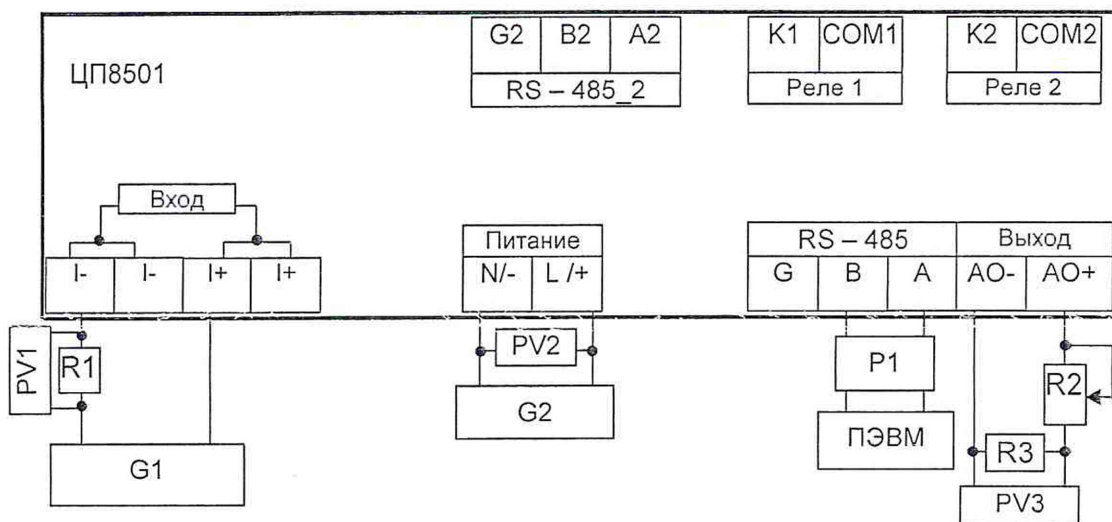 G2 B2 A2
K1 COM1
K2 COM2
ЦП8501
RS – 485_2
Реле 1
Реле 2
Вход
Питание
RS – 485
Выход
I- I- I+ I+
N/- L /+
G B A AO- AO+
PV1
R1
PV2
P1
R2
G2
ПЭВМ
R3
G1
PV3